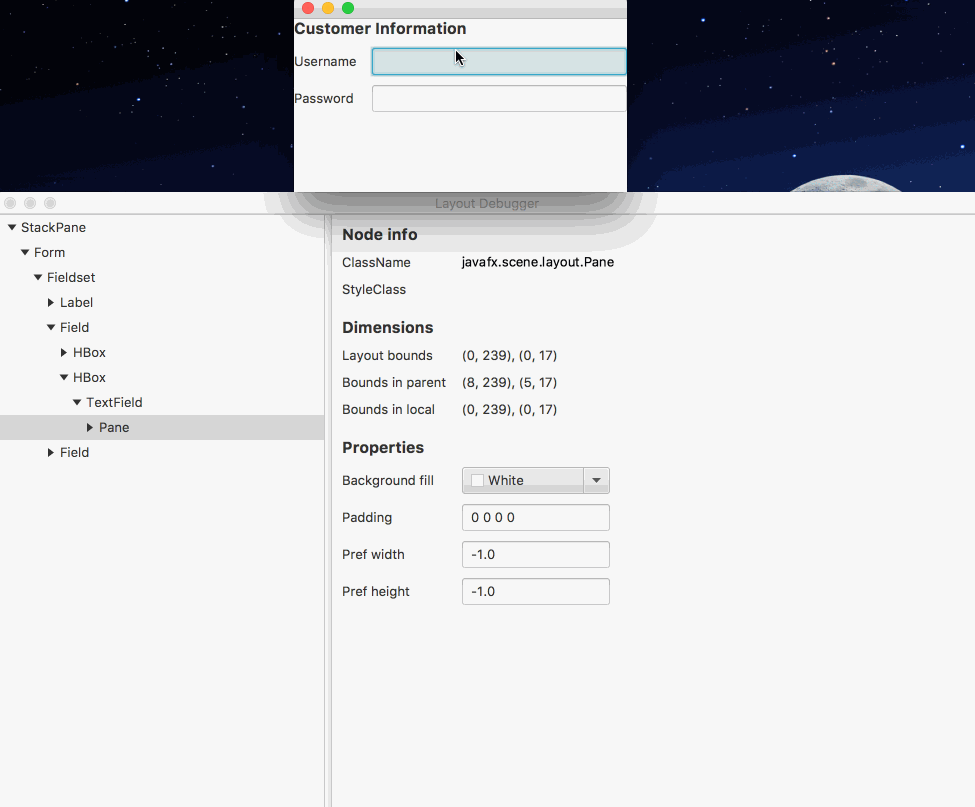 Customer Information
Username
Password
Layout Debugger
StackPane
Form
Fieldset
Label
Field
HBox
HBox
TextField
Pane
Field
Node info
ClassName javafx.scene.layout.Pane
StyleClass
Dimensions
Layout bounds (0, 239), (0, 17)
Bounds in parent (8, 239), (5, 17)
Bounds in local (0, 239), (0, 17)
Properties
Background fill White
Padding 0 0 0 0
Pref width -1.0
Pref height -1.0